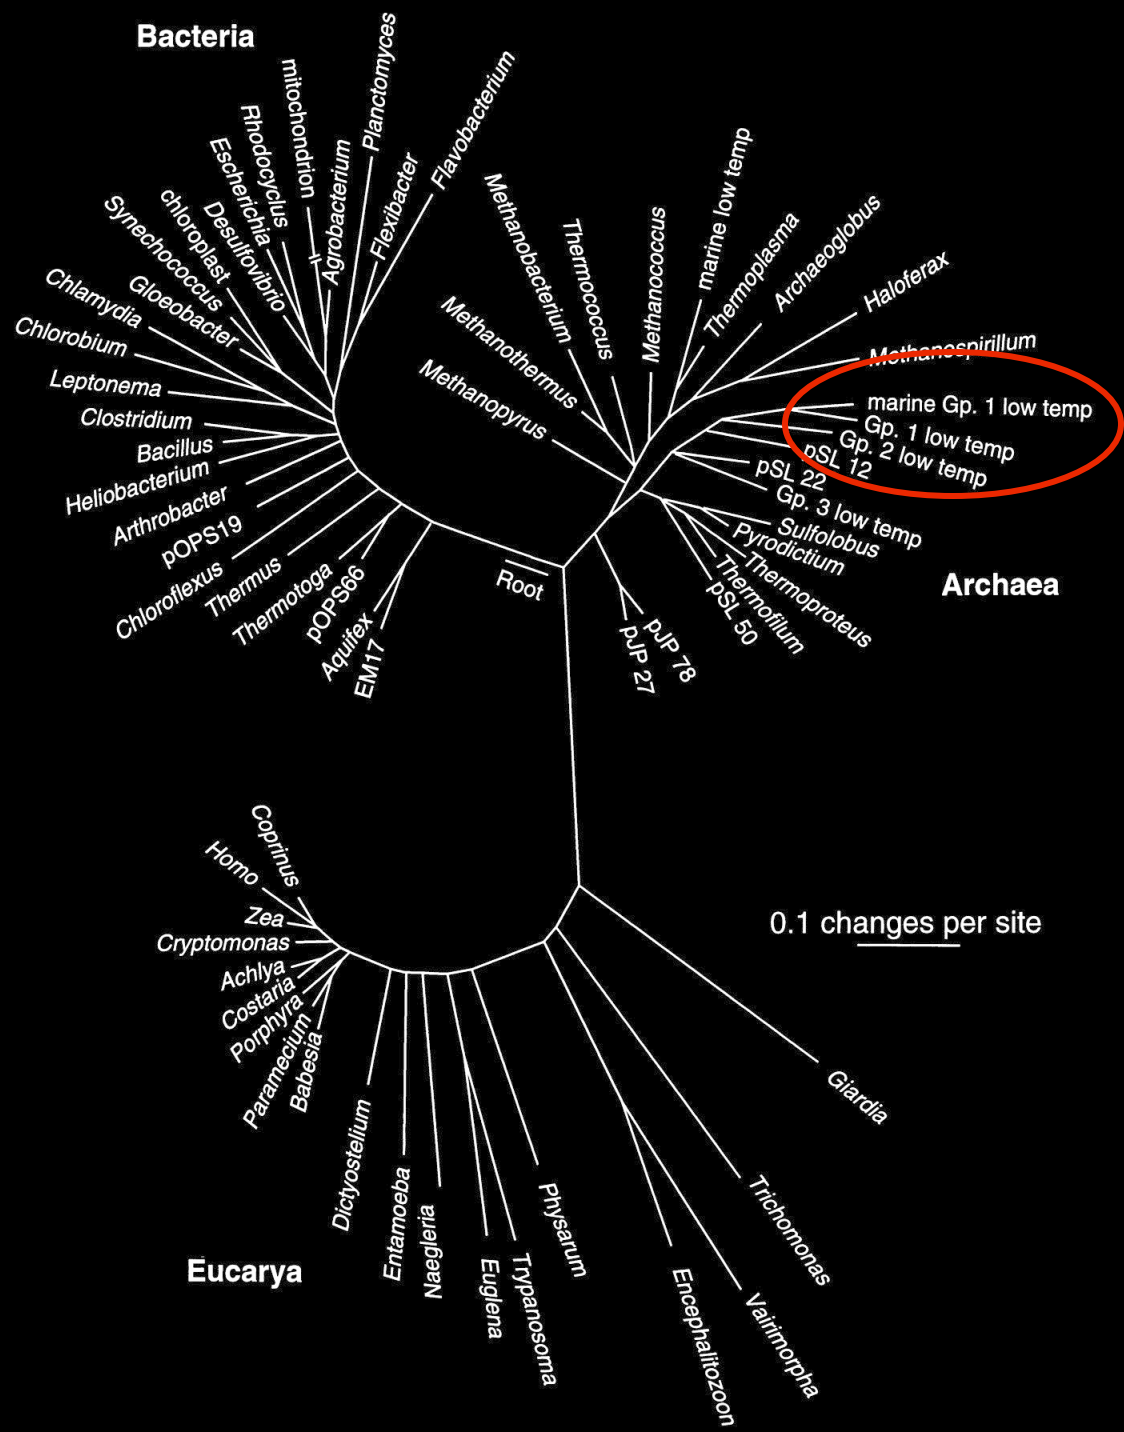 Bacteria
Planctomyces
Flavobacterium
mitochondrion
Rhodocyclus
Escherichia
Agrobacterium
Flexibacter
chloroplast
Desulfovibrio
Synechococcus
Gloeobacter
Chlamydia
Chlorobium
Leptonema
Clostridium
Bacillus
Heliobacterium
Arthrobacter
pOPS19
Chloroflexus
Thermus
Thermotoga
pOPS66
Aquifex
EM17
Root
Methanopyrus
Methanothermus
Methanobacterium
Thermococcus
Methanococcus
marine low temp
Thermoplasma
Archaeoglobus
Haloferax
Methanospirillum
marine Gp. 1 low temp
Gp. 1 low temp
Gp. 2 low temp
pSL 12
pSL 22
Gp. 3 low temp
Sulfolobus
Pyrodictium
Thermoproteus
Thermofilum
pSL 50
pJP 78
pJP 27
Archaea
Coprinus
Homo
Zea
Cryptomonas
Achlya
Costaria
Porphyra
Paramecium
Babesia
Dictyostelium
Entamoeba
Naegleria
Euglena
Trypanosoma
Physarum
Encephalitozoon
Vairimorpha
Trichomonas
Giardia
0.1 changes per site
Eucarya